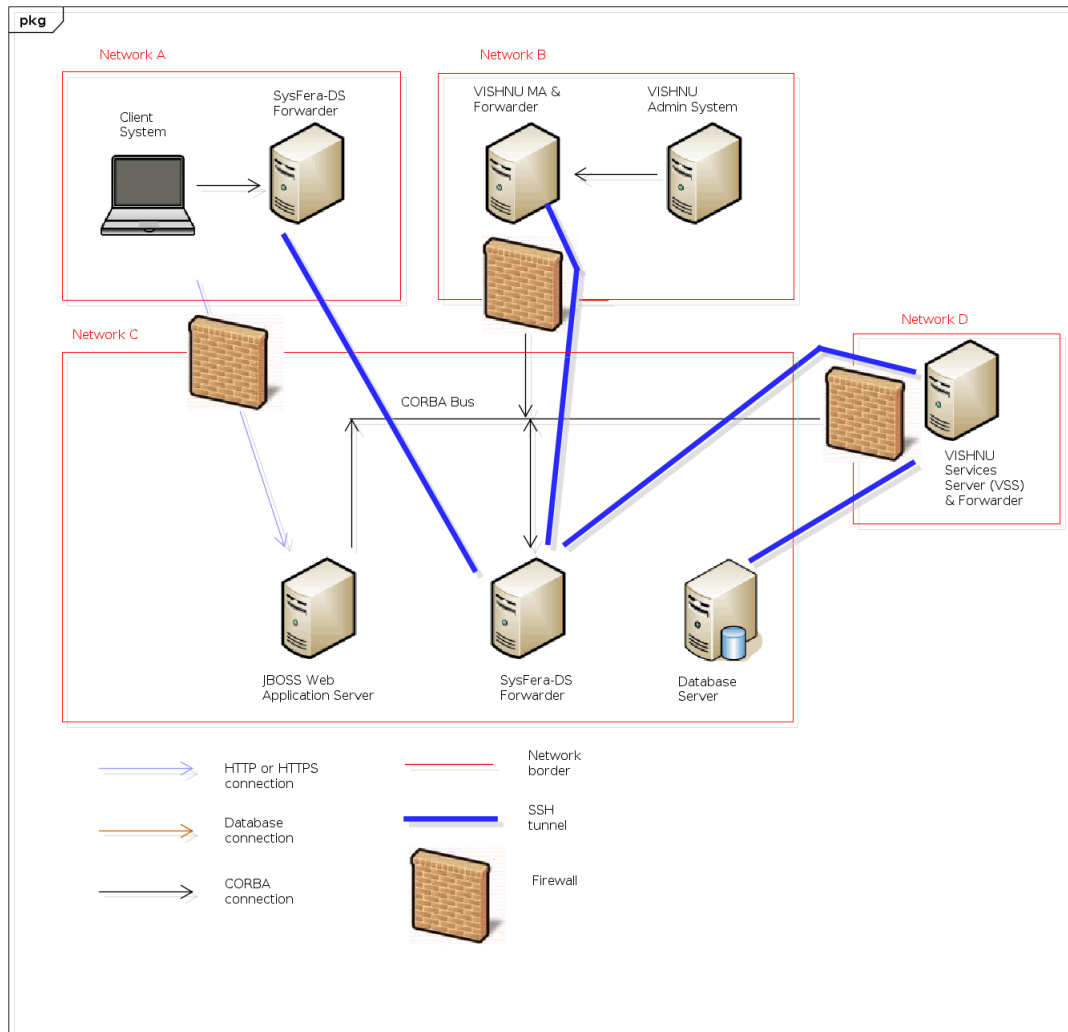 pkg
Network A
Network B
SysFera-DS
Forwarder
Client
System
VISHNU MA &
Forwarder
VISHNU
Admin System
Network C
Network D
CORBA Bus
VISHNU
Services
Server (VSS)
& Forwarder
JBOSS Web
Application Server
SysFera-DS
Forwarder
Database
Server
HTTP or HTTPS
connection
Network
border
Database
connection
SSH
tunnel
CORBA
connection
Firewall